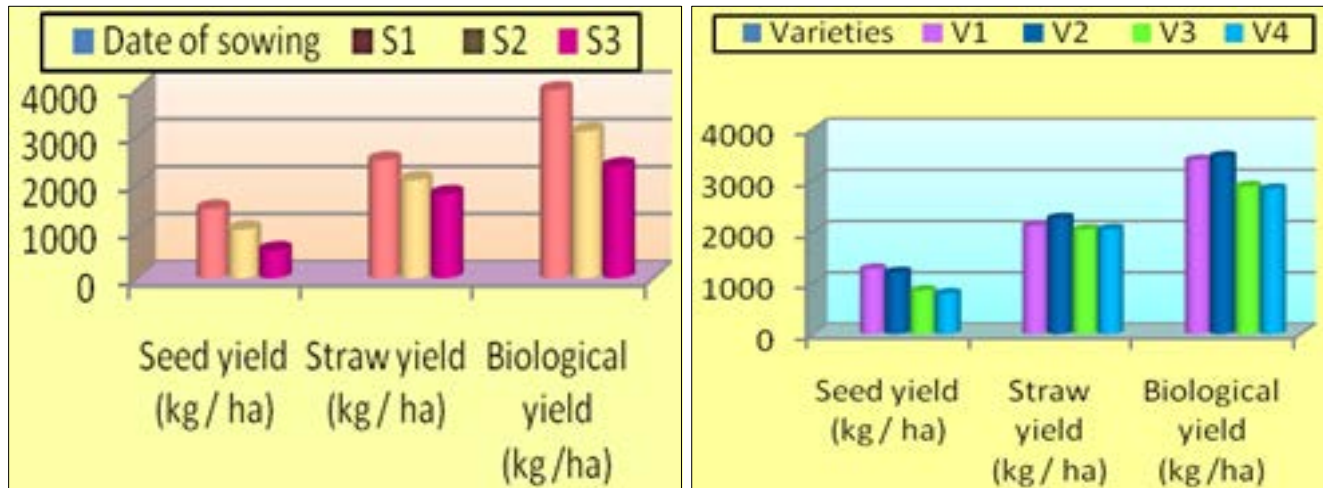 Date of sowing S1 S2 S3
4000
3000
2000
1000
0
Seed yield (kg / ha)
Straw yield (kg / ha)
Biological yield (kg /ha)
Varieties V1 V2 V3 V4
4000
3000
2000
1000
0
Seed yield (kg / ha)
Straw yield (kg / ha)
Biological yield (kg /ha)